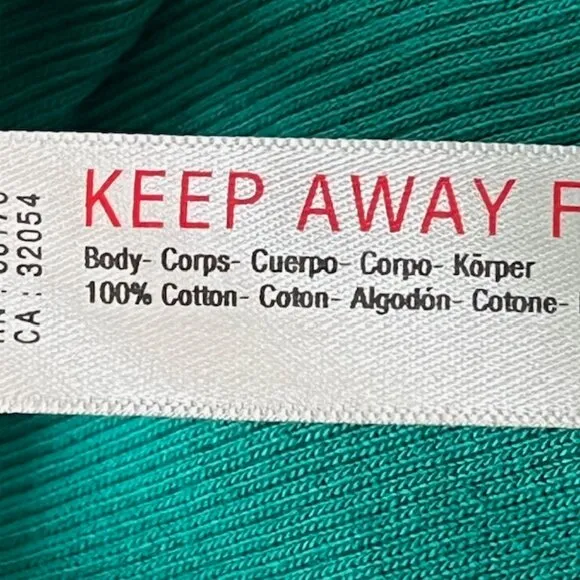 KEEP AWAY F
Body- Corps- Cuerpo- Corpo- Körper
100% Cotton- Coton- Algodón- Cotone-
CA : 32054